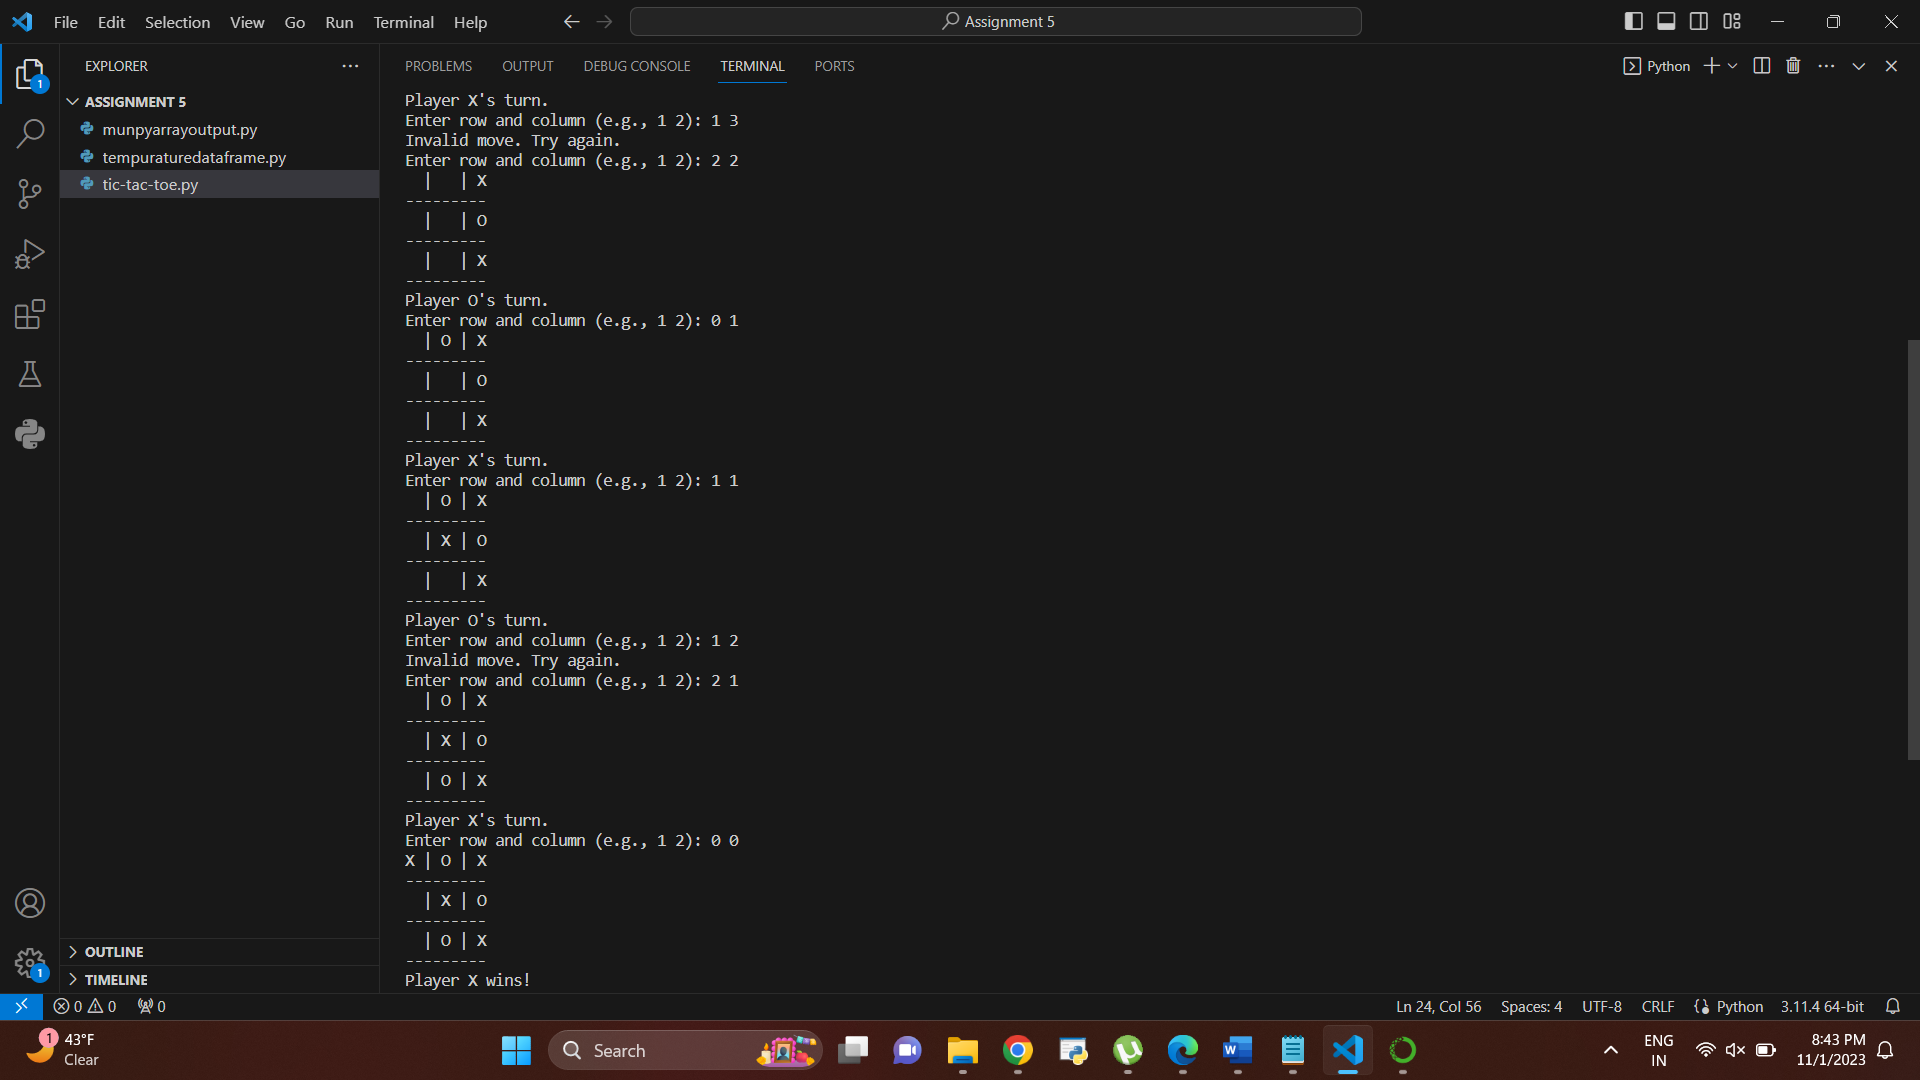 File Edit Selection View Go Run Terminal Help
Assignment 5
EXPLORER
ASSIGNMENT 5
munpyarrayoutput.py
tempuraturedataframe.py
tic-tac-toe.py
OUTLINE
TIMELINE
PROBLEMS OUTPUT DEBUG CONSOLE TERMINAL PORTS
Python
Player X's turn.
Enter row and column (e.g., 1 2): 1 3
Invalid move. Try again.
Enter row and column (e.g., 1 2): 2 2
  |   | X
---------
  |   | O
---------
  |   | X
---------
Player O's turn.
Enter row and column (e.g., 1 2): 0 1
  | O | X
---------
  |   | O
---------
  |   | X
---------
Player X's turn.
Enter row and column (e.g., 1 2): 1 1
  | O | X
---------
  | X | O
---------
  |   | X
---------
Player O's turn.
Enter row and column (e.g., 1 2): 1 2
Invalid move. Try again.
Enter row and column (e.g., 1 2): 2 1
  | O | X
---------
  | X | O
---------
  | O | X
---------
Player X's turn.
Enter row and column (e.g., 1 2): 0 0
X | O | X
---------
  | X | O
---------
  | O | X
---------
Player X wins!
0 0 0
Ln 24, Col 56 Spaces: 4 UTF-8 CRLF Python 3.11.4 64-bit
1
1
1
43°F
Clear
Search
ENG
IN
8:43 PM
11/1/2023